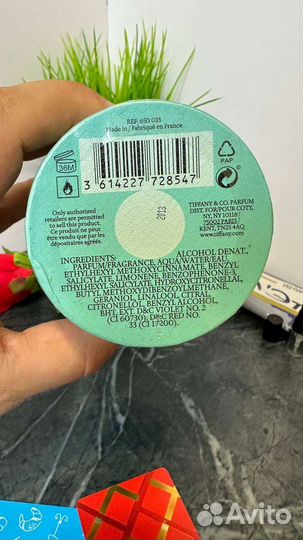 REF: 650 033
Made in / Fabriqué en France
36M
PAP
3 614227 728547
Only authorized
retailers are permitted
to sell this product.
Ce produit ne peut
être vendu que par les
dépositaires agréés.
2013
TIFFANY & CO. PARFUM
DIST. FOR/POUR COTY,
NY, NY 10118
75002 PARIS
KENT, TN25 4AQ
www.tiffany.com
INGREDIENTS: ALCOHOL DENAT.,
PARFUM/FRAGRANCE, AQUA/WATER/EAU,
ETHYLHEXYL METHOXYCINNAMATE, BENZYL
SALICYLATE, LIMONENE, BENZOPHENONE-3,
ETHYLHEXYL SALICYLATE, HYDROXYCITRONELLAL,
BUTYL METHOXYDIBENZOYLMETHANE,
GERANIOL, LINALOOL, CITRAL,
CITRONELLOL, BENZYL ALCOHOL,
BHT, EXT. D&C VIOLET NO. 2
(CI 60730), D&C RED NO.
33 (CI 17200).
Avito